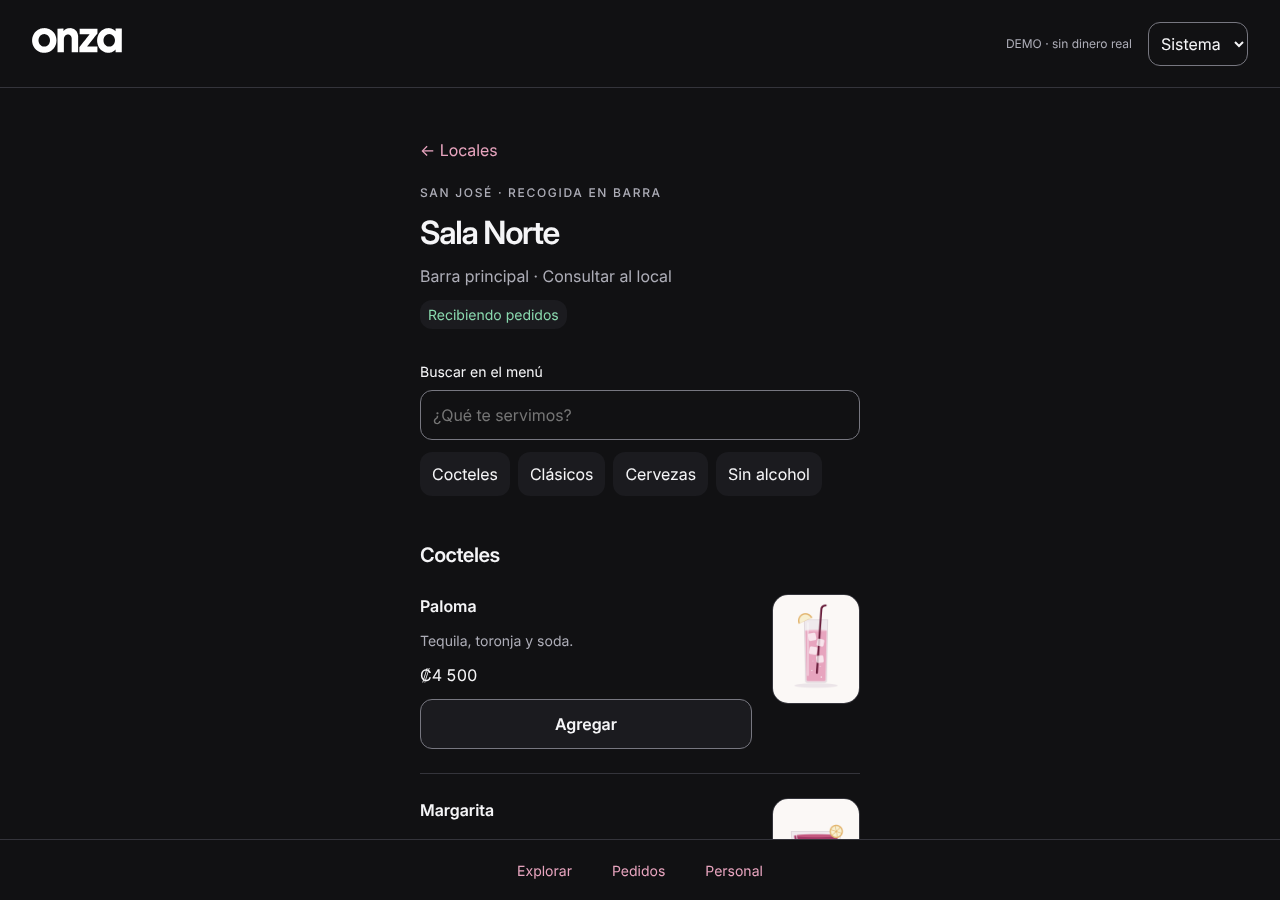 onza
DEMO · sin dinero real
Sistema
← Locales
SAN JOSÉ · RECOGIDA EN BARRA
Sala Norte
Barra principal · Consultar al local
Recibiendo pedidos
Buscar en el menú
¿Qué te servimos?
Cocteles Clásicos Cervezas Sin alcohol
Cocteles
Paloma
Tequila, toronja y soda.
₡4 500
Agregar
Margarita
Explorar Pedidos Personal